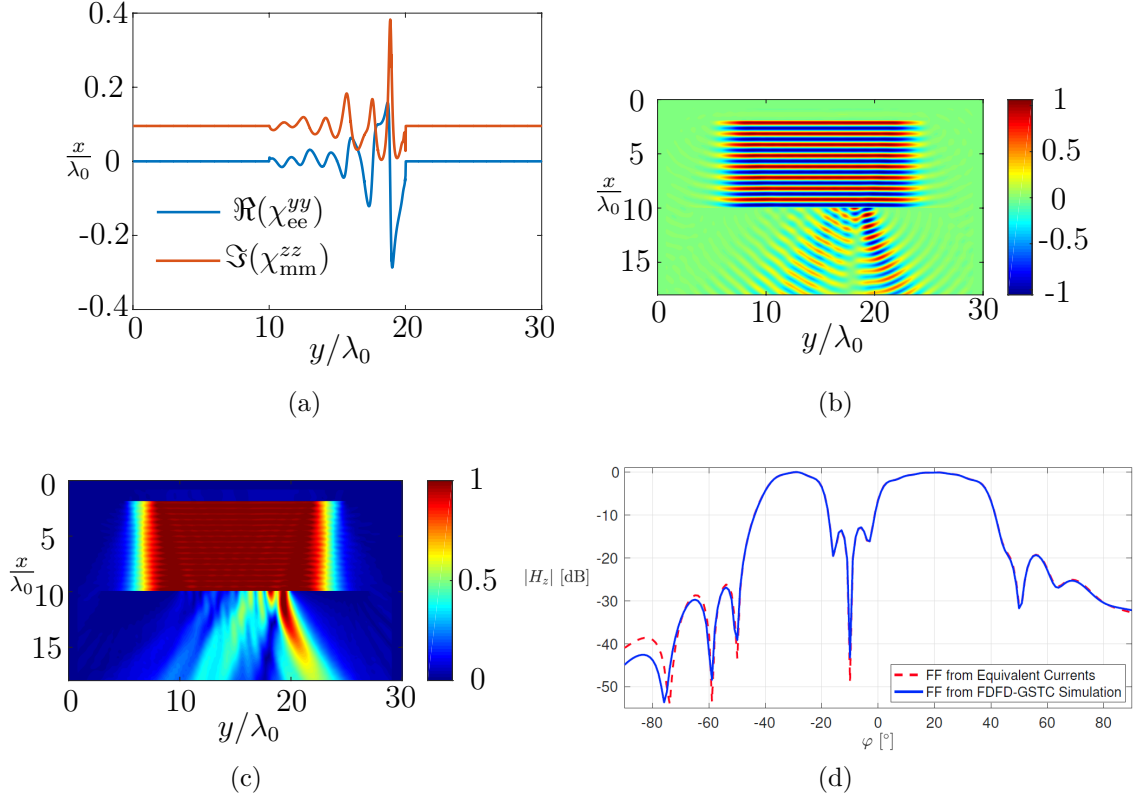 0.4
0.2
0
-0.2
-0.4
x/λ₀
ℜ(χ_ee^yy)
ℑ(χ_mm^zz)
0 10 20 30
y/λ₀
(a)
0
5
10
15
x/λ₀
0 10 20 30
y/λ₀
1
0.5
0
-0.5
-1
(b)
0
5
10
15
x/λ₀
0 10 20 30
y/λ₀
1
0.5
0
(c)
0
-10
-20
-30
-40
-50
|H_z| [dB]
FF from Equivalent Currents
FF from FDFD-GSTC Simulation
-80 -60 -40 -20 0 20 40 60 80
φ [°]
(d)